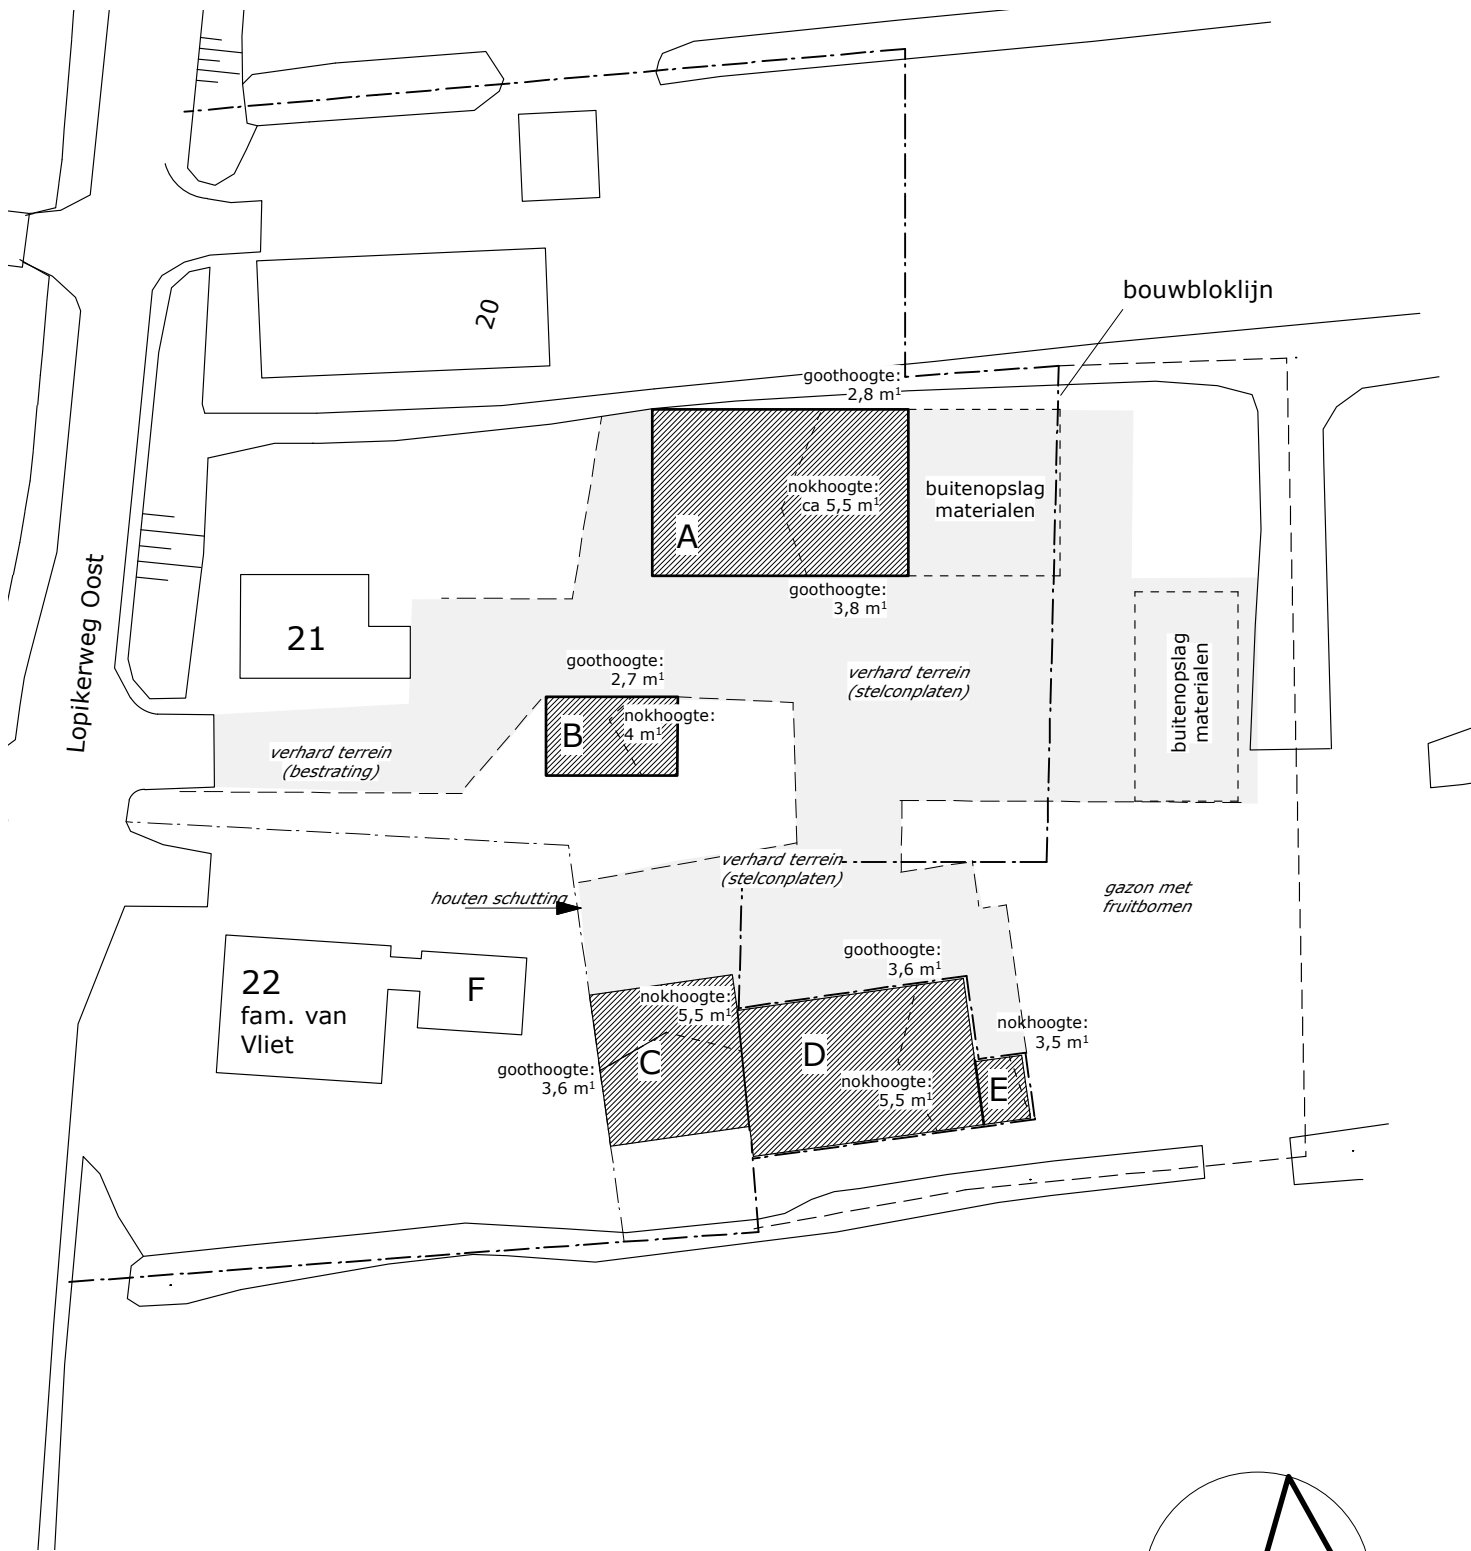 bouwbloklijn
20
goothoogte:
2,8 m¹
nokhoogte:
ca 5,5 m¹
A
buitenopslag
materialen
goothoogte:
3,8 m¹
Lopikerweg Oost
21
goothoogte:
2,7 m¹
nokhoogte:
4 m¹
B
verhard terrein
(stelconplaten)
buitenopslag
materialen
verhard terrein
(bestrating)
verhard terrein
(stelconplaten)
houten schutting
gazon met
fruitbomen
22
fam. van
Vliet
F
goothoogte:
3,6 m¹
nokhoogte:
5,5 m¹
C
goothoogte:
3,6 m¹
D
nokhoogte:
5,5 m¹
nokhoogte:
3,5 m¹
E